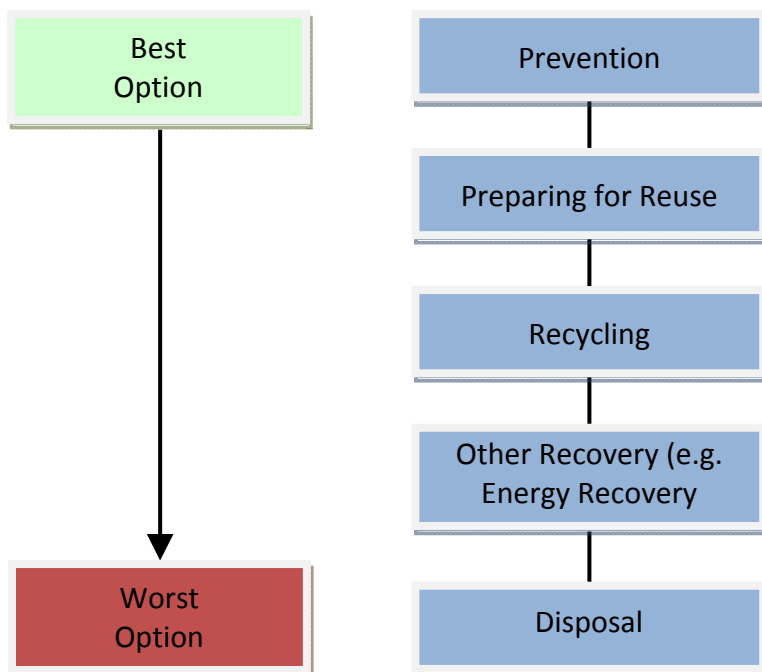 Best
Option
Prevention
Preparing for Reuse
Recycling
Other Recovery (e.g.
Energy Recovery
Worst
Option
Disposal